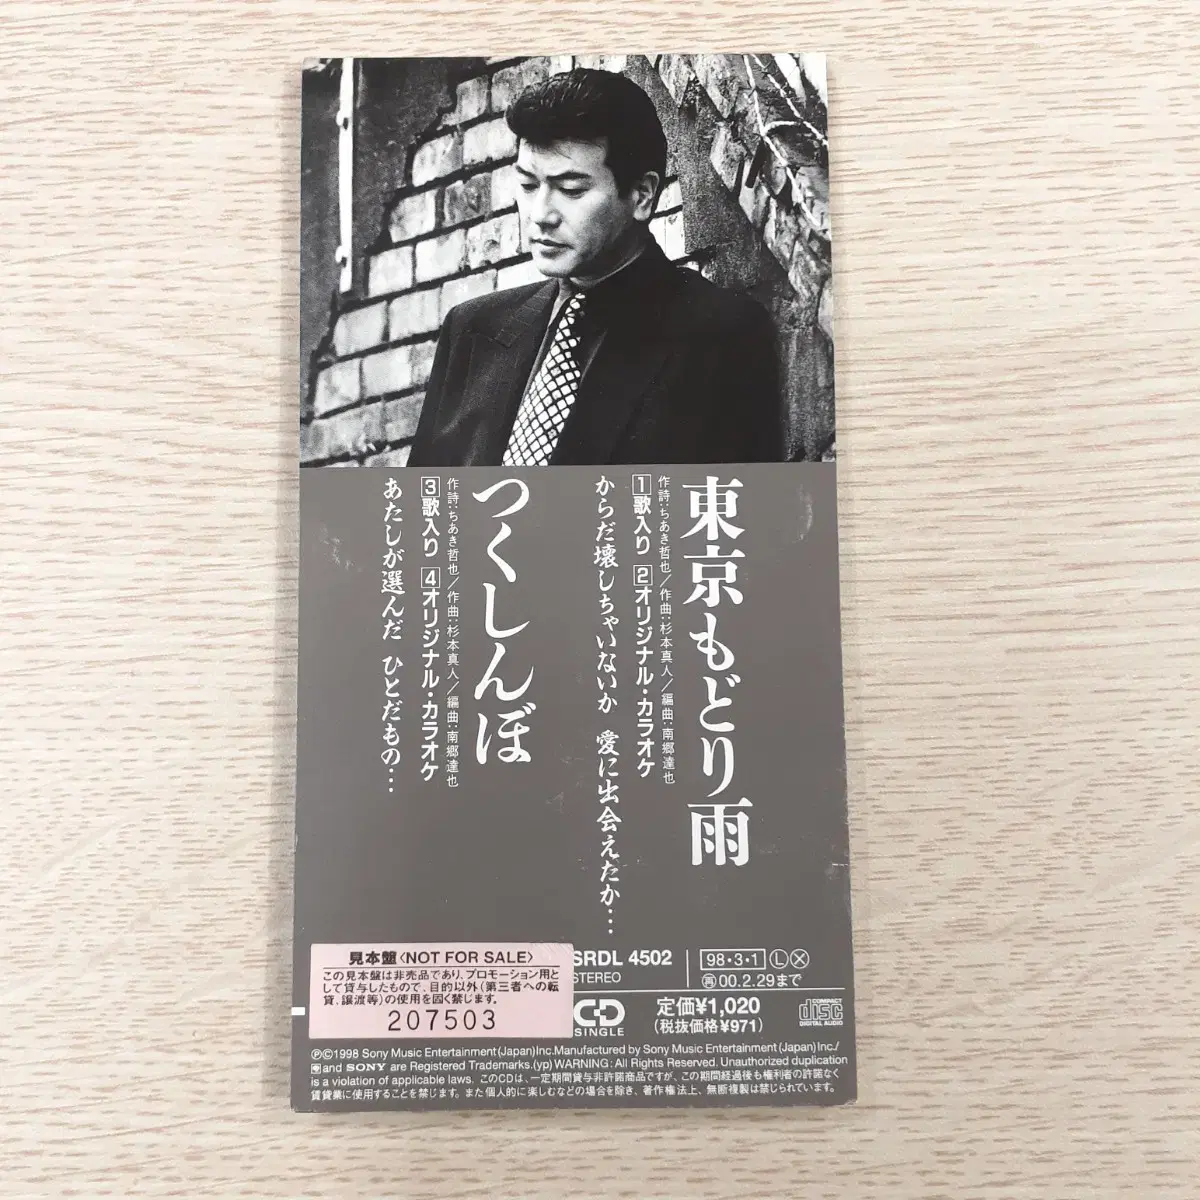 東京もどり雨
作詩:ちあき哲也/作曲:杉本真人/編曲:南郷達也
1歌入り 2オリジナル・カラオケ
からだ壊しちゃいないか 愛に出会えたか…
つくしんぼ
作詩:ちあき哲也/作曲:杉本真人/編曲:南郷達也
3歌入り 4オリジナル・カラオケ
あたしが選んだ ひとだもの…
見本盤〈NOT FOR SALE〉
この見本盤は非売品であり、プロモーション用と
して貸与したもので、目的以外(第三者への転
貸、譲渡等)の使用を固く禁じます。
207503
SRDL 4502
STEREO
98・3・1 Ⓛ Ⓧ
再 00.2.29まで
CD
SINGLE
定価¥1,020
(税抜価格¥971)
COMPACT
disc
DIGITAL AUDIO
Ⓟ©1998 Sony Music Entertainment (Japan) Inc. Manufactured by Sony Music Entertainment (Japan) Inc./
and SONY are Registered Trademarks. (yp) WARNING: All Rights Reserved. Unauthorized duplication
is a violation of applicable laws. このCDは、一定期間貸与非許諾商品ですが、この期間経過後も権利者の許諾なく
賃貸業に使用することを禁じます。また個人的に楽しむなどの場合を除き、著作権法上、無断複製は禁じられています。